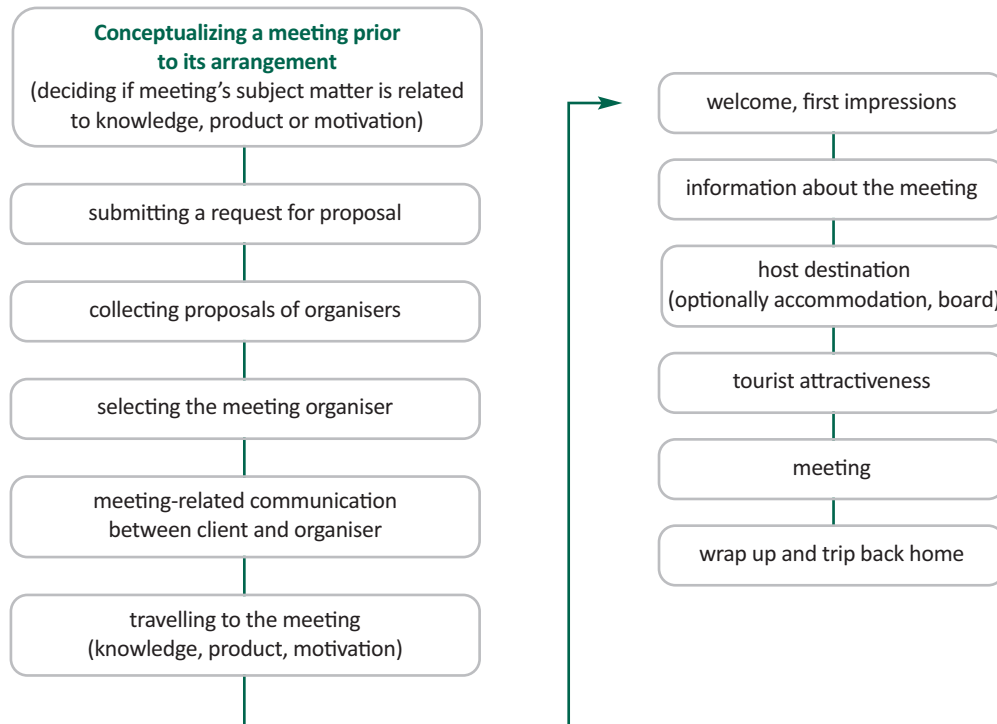 Conceptualizing a meeting prior
to its arrangement
(deciding if meeting's subject matter is related
to knowledge, product or motivation)
submitting a request for proposal
collecting proposals of organisers
selecting the meeting organiser
meeting-related communication
between client and organiser
travelling to the meeting
(knowledge, product, motivation)
welcome, first impressions
information about the meeting
host destination
(optionally accommodation, board)
tourist attractiveness
meeting
wrap up and trip back home